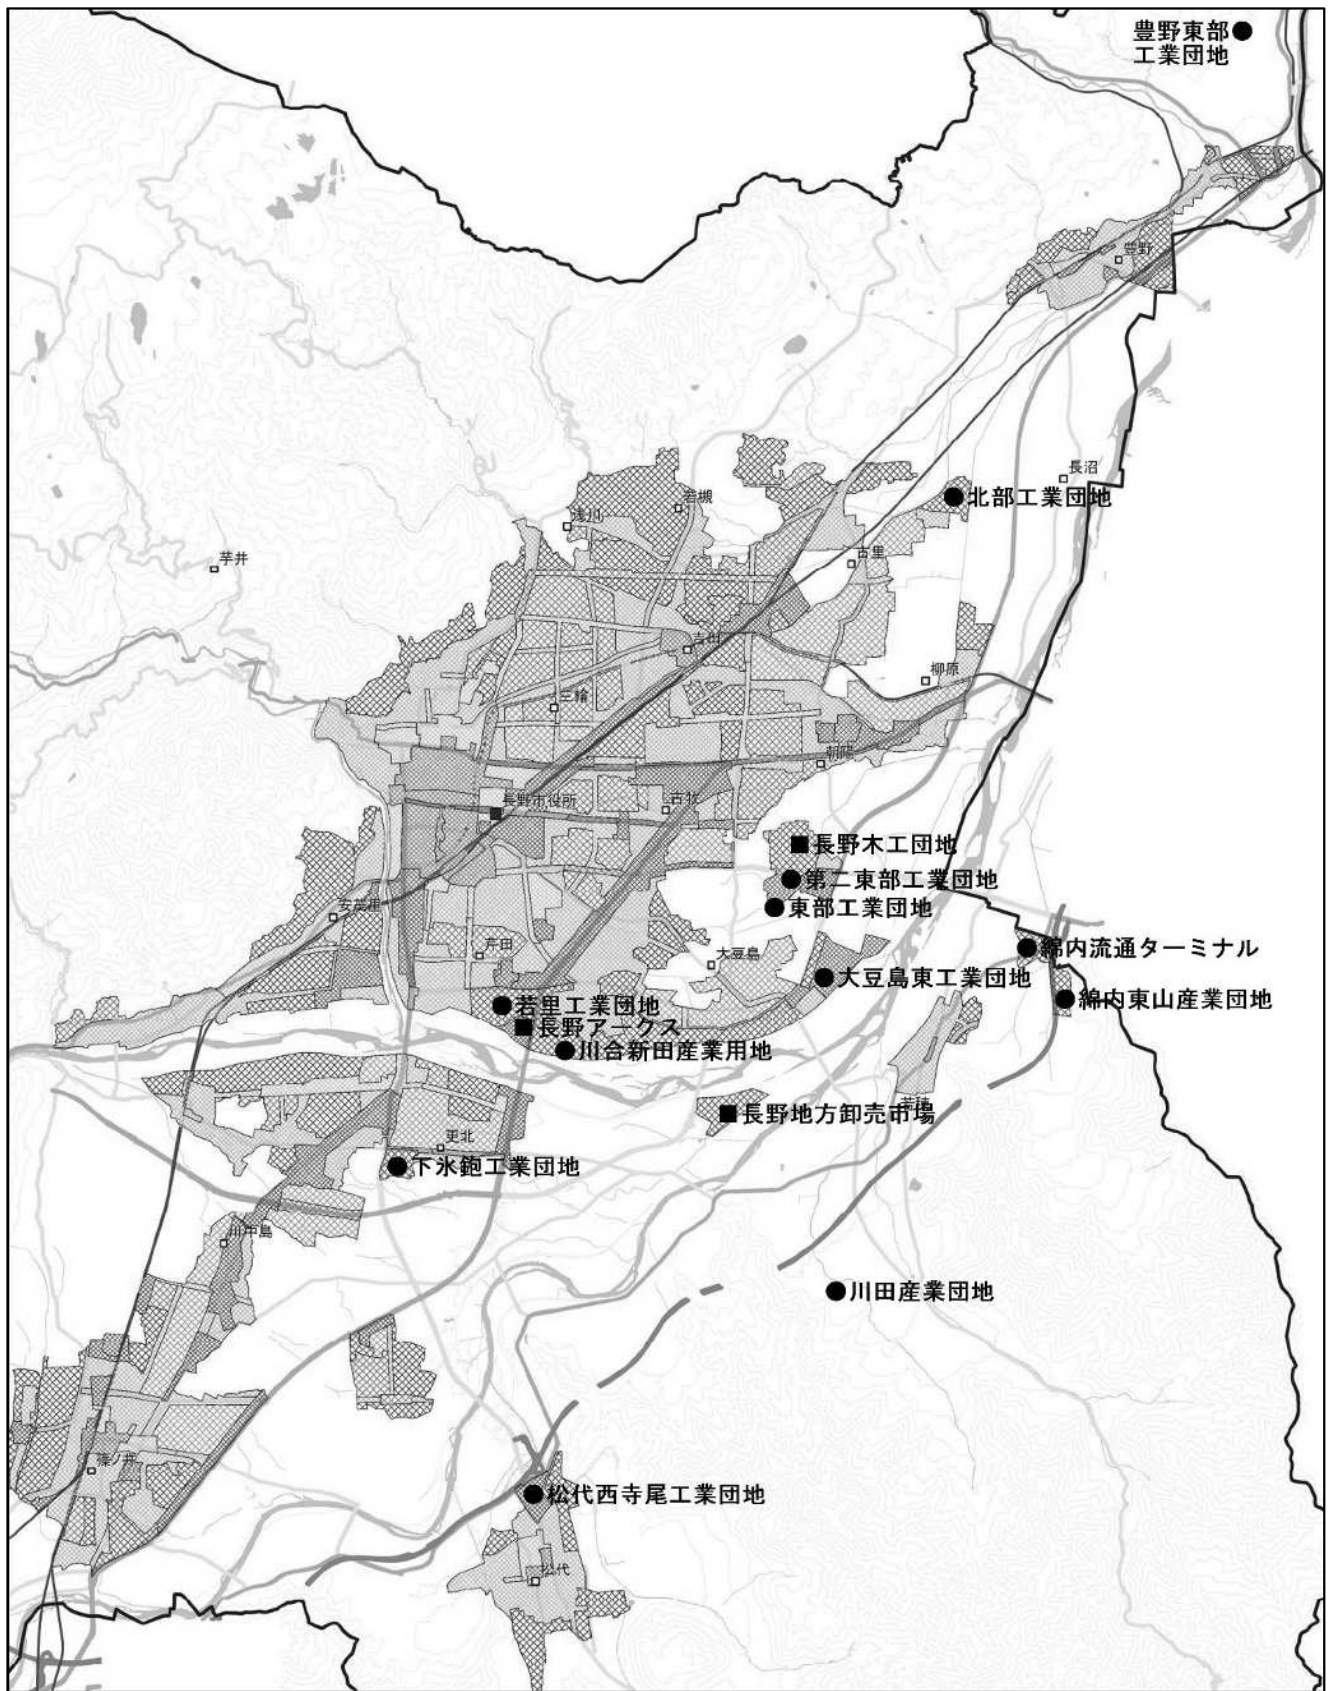 豊野東部
工業団地
豊野
長沼
北部工業団地
若槻
浅川
古里
芋井
吉田
柳原
三輪
朝陽
長野市役所
古牧
長野木工団地
第二東部工業団地
東部工業団地
安茂里
綿内流通ターミナル
芹田
大豆島
大豆島東工業団地
綿内東山産業団地
若里工業団地
長野アークス
川合新田産業用地
若穂
長野地方卸売市場
更北
下氷鉋工業団地
川中島
川田産業団地
篠ノ井
松代西寺尾工業団地
松代